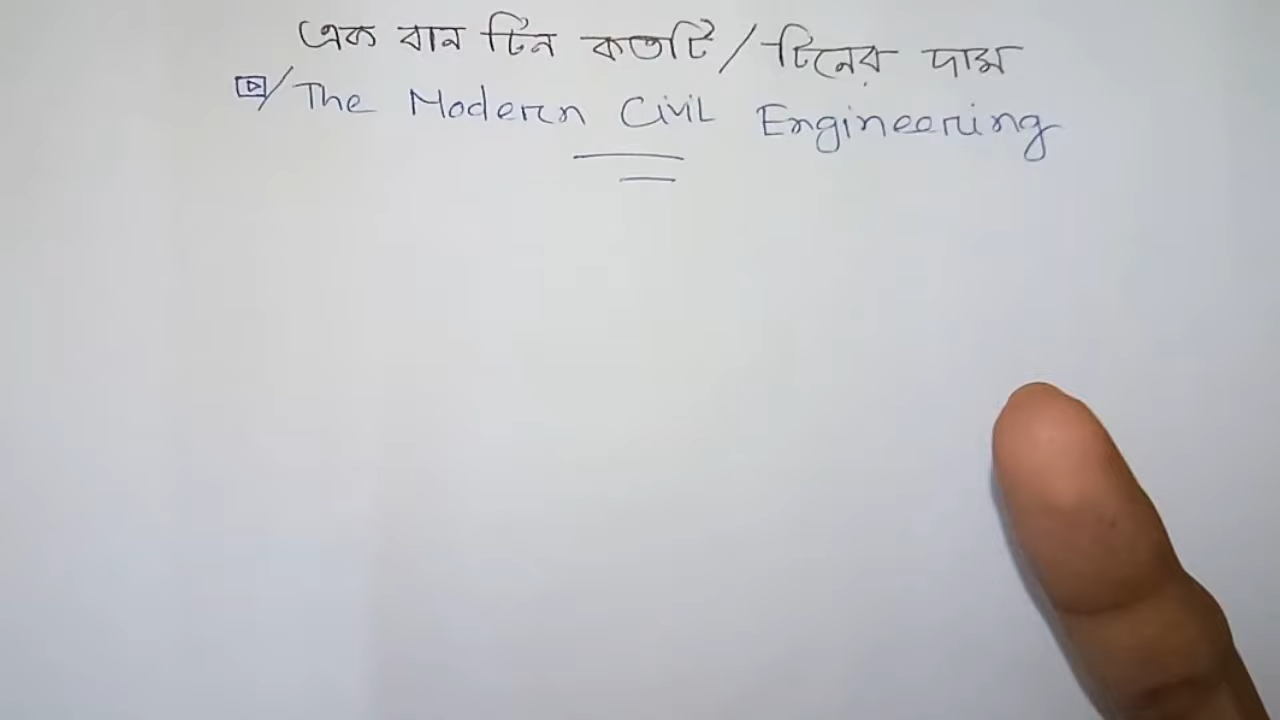 এক বান টিন কতটি / টিনের দাম
/ The Modern Civil Engineering